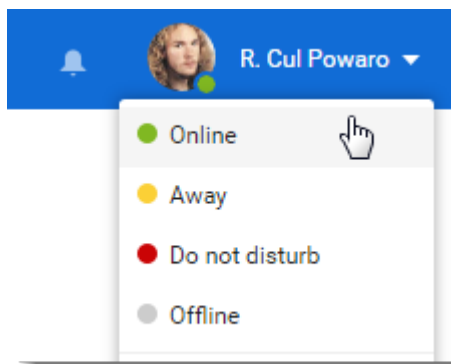 R. Cul Powaro
Online
Away
Do not disturb
Offline